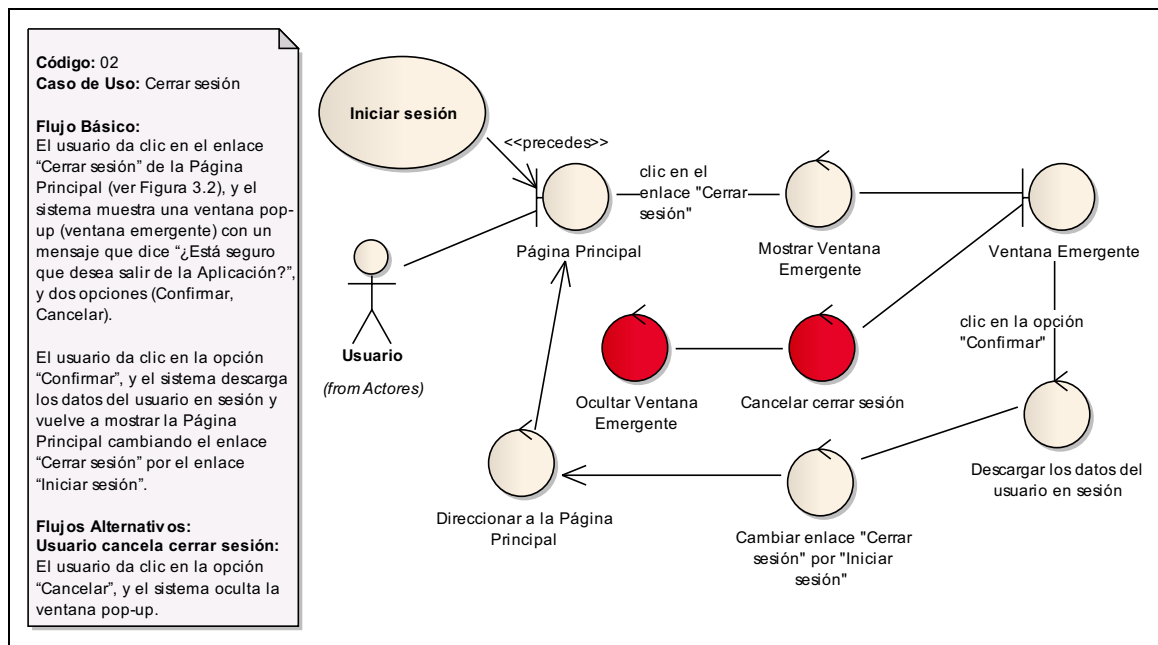 Código: 02
Caso de Uso: Cerrar sesión
Flujo Básico:
El usuario da clic en el enlace
“Cerrar sesión” de la Página
Principal (ver Figura 3.2), y el
sistema muestra una ventana pop-
up (ventana emergente) con un
mensaje que dice “¿Está seguro
que desea salir de la Aplicación?”,
y dos opciones (Confirmar,
Cancelar).
El usuario da clic en la opción
“Confirmar”, y el sistema descarga
los datos del usuario en sesión y
vuelve a mostrar la Página
Principal cambiando el enlace
“Cerrar sesión” por el enlace
“Iniciar sesión”.
Flujos Alternativos:
Usuario cancela cerrar sesión:
El usuario da clic en la opción
“Cancelar”, y el sistema oculta la
ventana pop-up.
Iniciar sesión
<<precedes>>
Página Principal
clic en el
enlace "Cerrar
sesión"
Mostrar Ventana
Emergente
Ventana Emergente
Usuario
(from Actores)
Ocultar Ventana
Emergente
Cancelar cerrar sesión
clic en la opción
"Confirmar"
Direccionar a la Página
Principal
Cambiar enlace "Cerrar
sesión" por "Iniciar
sesión"
Descargar los datos del
usuario en sesión